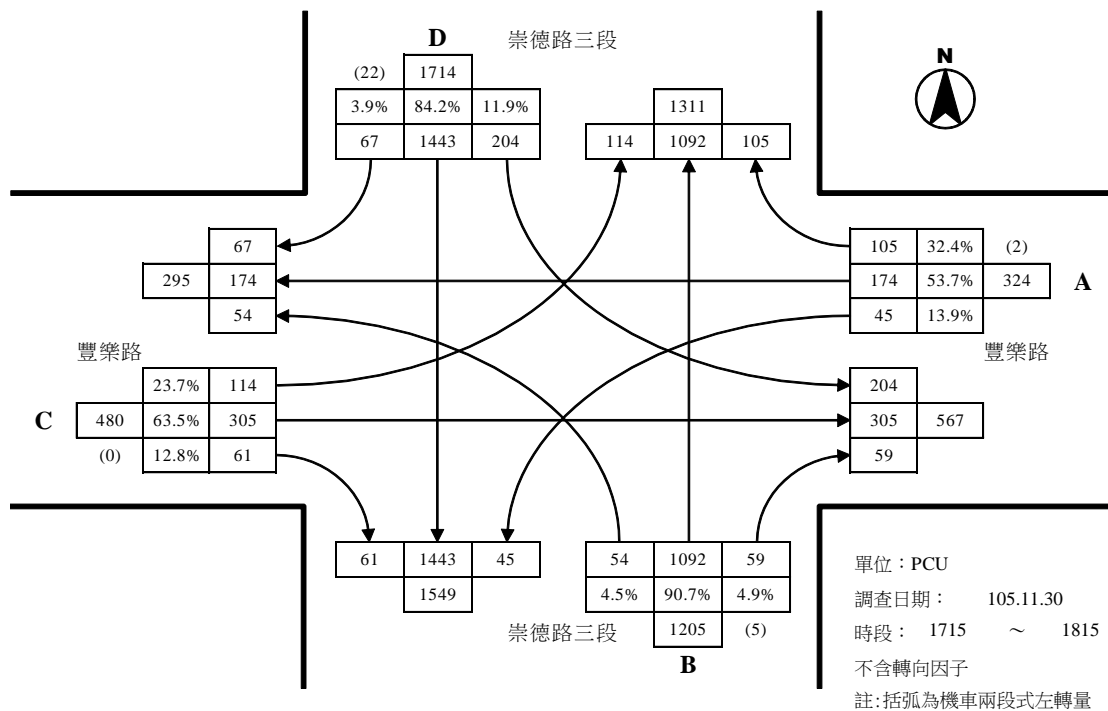 D 崇德路三段
N
(22) 1714
3.9% 84.2% 11.9%
67 1443 204
1311
114 1092 105
67
295 174
54
105 32.4% (2)
174 53.7% 324
45 13.9%
A
豐樂路
豐樂路
C
23.7% 114
480 63.5% 305
(0) 12.8% 61
204
305 567
59
61 1443 45
1549
54 1092 59
4.5% 90.7% 4.9%
1205 (5)
崇德路三段
B
單位：PCU
調查日期： 105.11.30
時段： 1715 ～ 1815
不含轉向因子
註:括弧為機車兩段式左轉量